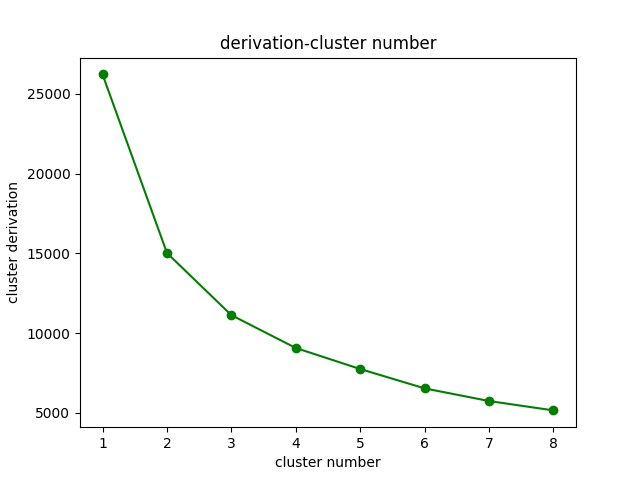 derivation-cluster number
cluster derivation
25000
20000
15000
10000
5000
1 2 3 4 5 6 7 8
cluster number